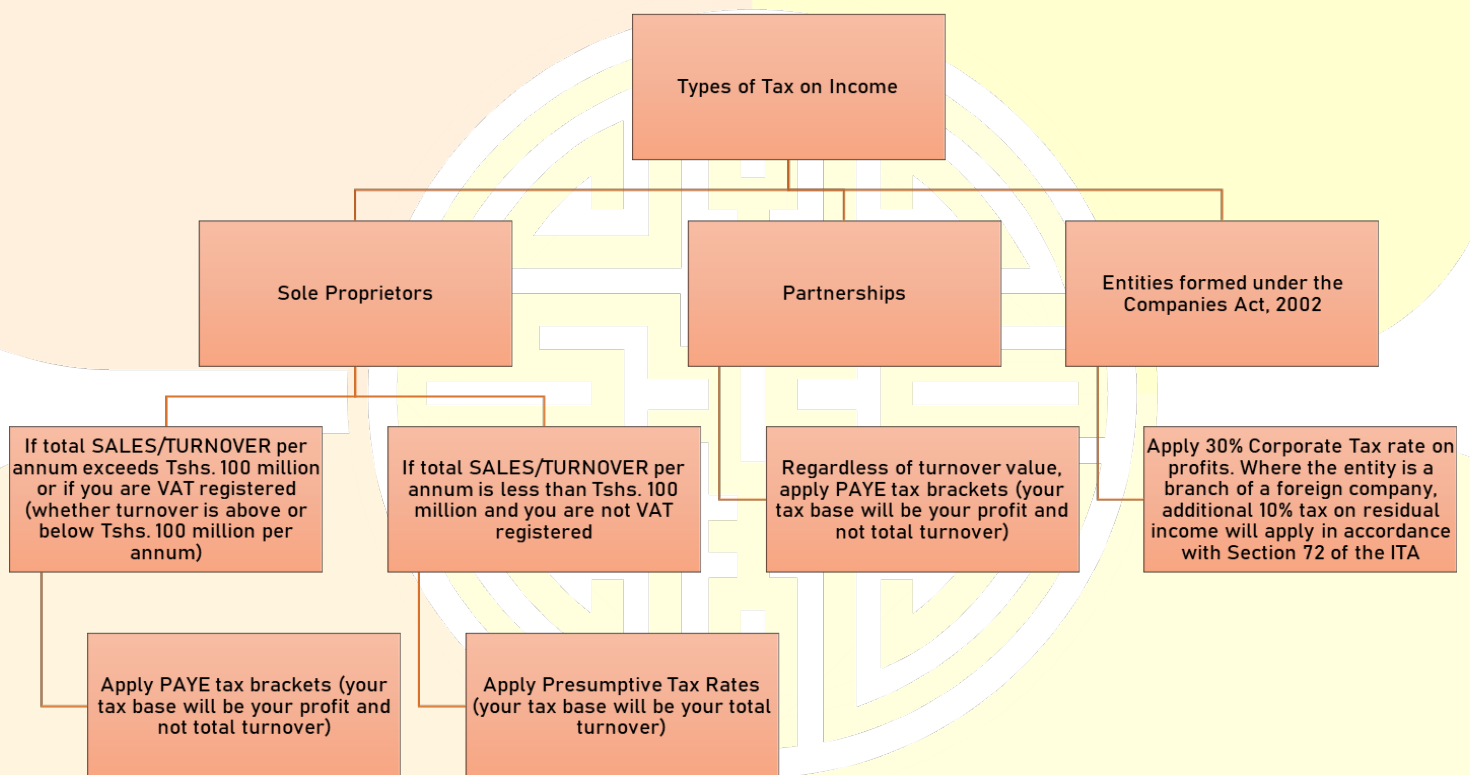 Types of Tax on Income
Sole Proprietors
Partnerships
Entities formed under the
Companies Act, 2002
If total SALES/TURNOVER per
annum exceeds Tshs. 100 million
or if you are VAT registered
(whether turnover is above or
below Tshs. 100 million per
annum)
If total SALES/TURNOVER per
annum is less than Tshs. 100
million and you are not VAT
registered
Regardless of turnover value,
apply PAYE tax brackets (your
tax base will be your profit and
not total turnover)
Apply 30% Corporate Tax rate on
profits. Where the entity is a
branch of a foreign company,
additional 10% tax on residual
income will apply in accordance
with Section 72 of the ITA
Apply PAYE tax brackets (your
tax base will be your profit and
not total turnover)
Apply Presumptive Tax Rates
(your tax base will be your total
turnover)